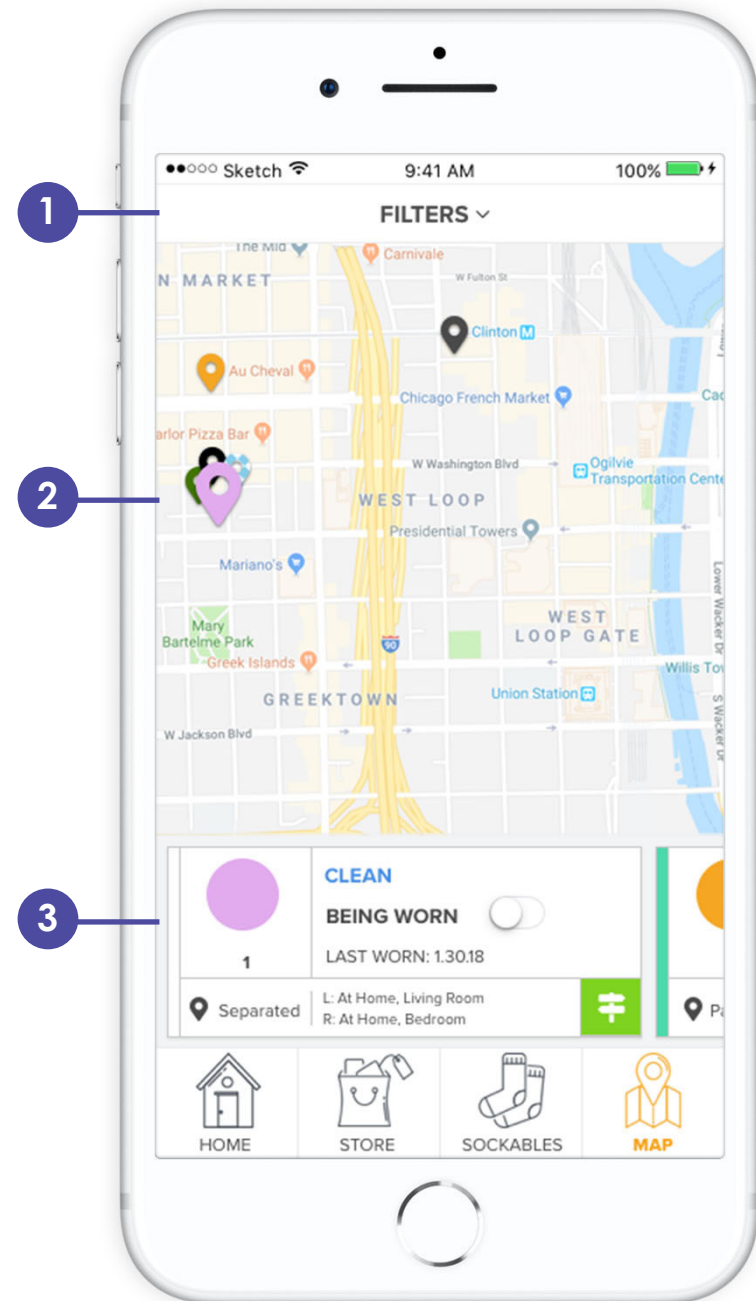 Sketch
9:41 AM
100%
1
FILTERS
The Mid
Carnivale
W Fulton St
N MARKET
Clinton M
Au Cheval
Chicago French Market
Cad
arlor Pizza Bar
W Washington Blvd
Ogilvie
Transportation Cente
2
WEST LOOP
Presidential Towers
Mariano's
Lower Wacker Dr
Mary
Bartelme Park
WEST
LOOP GATE
90
Greek Islands
Willis Tow
GREEKTOWN
Union Station
S Wacker Dr
W Jackson Blvd
3
CLEAN
BEING WORN
1
LAST WORN: 1.30.18
Separated
L: At Home, Living Room
R: At Home, Bedroom
Pa
HOME
STORE
SOCKABLES
MAP